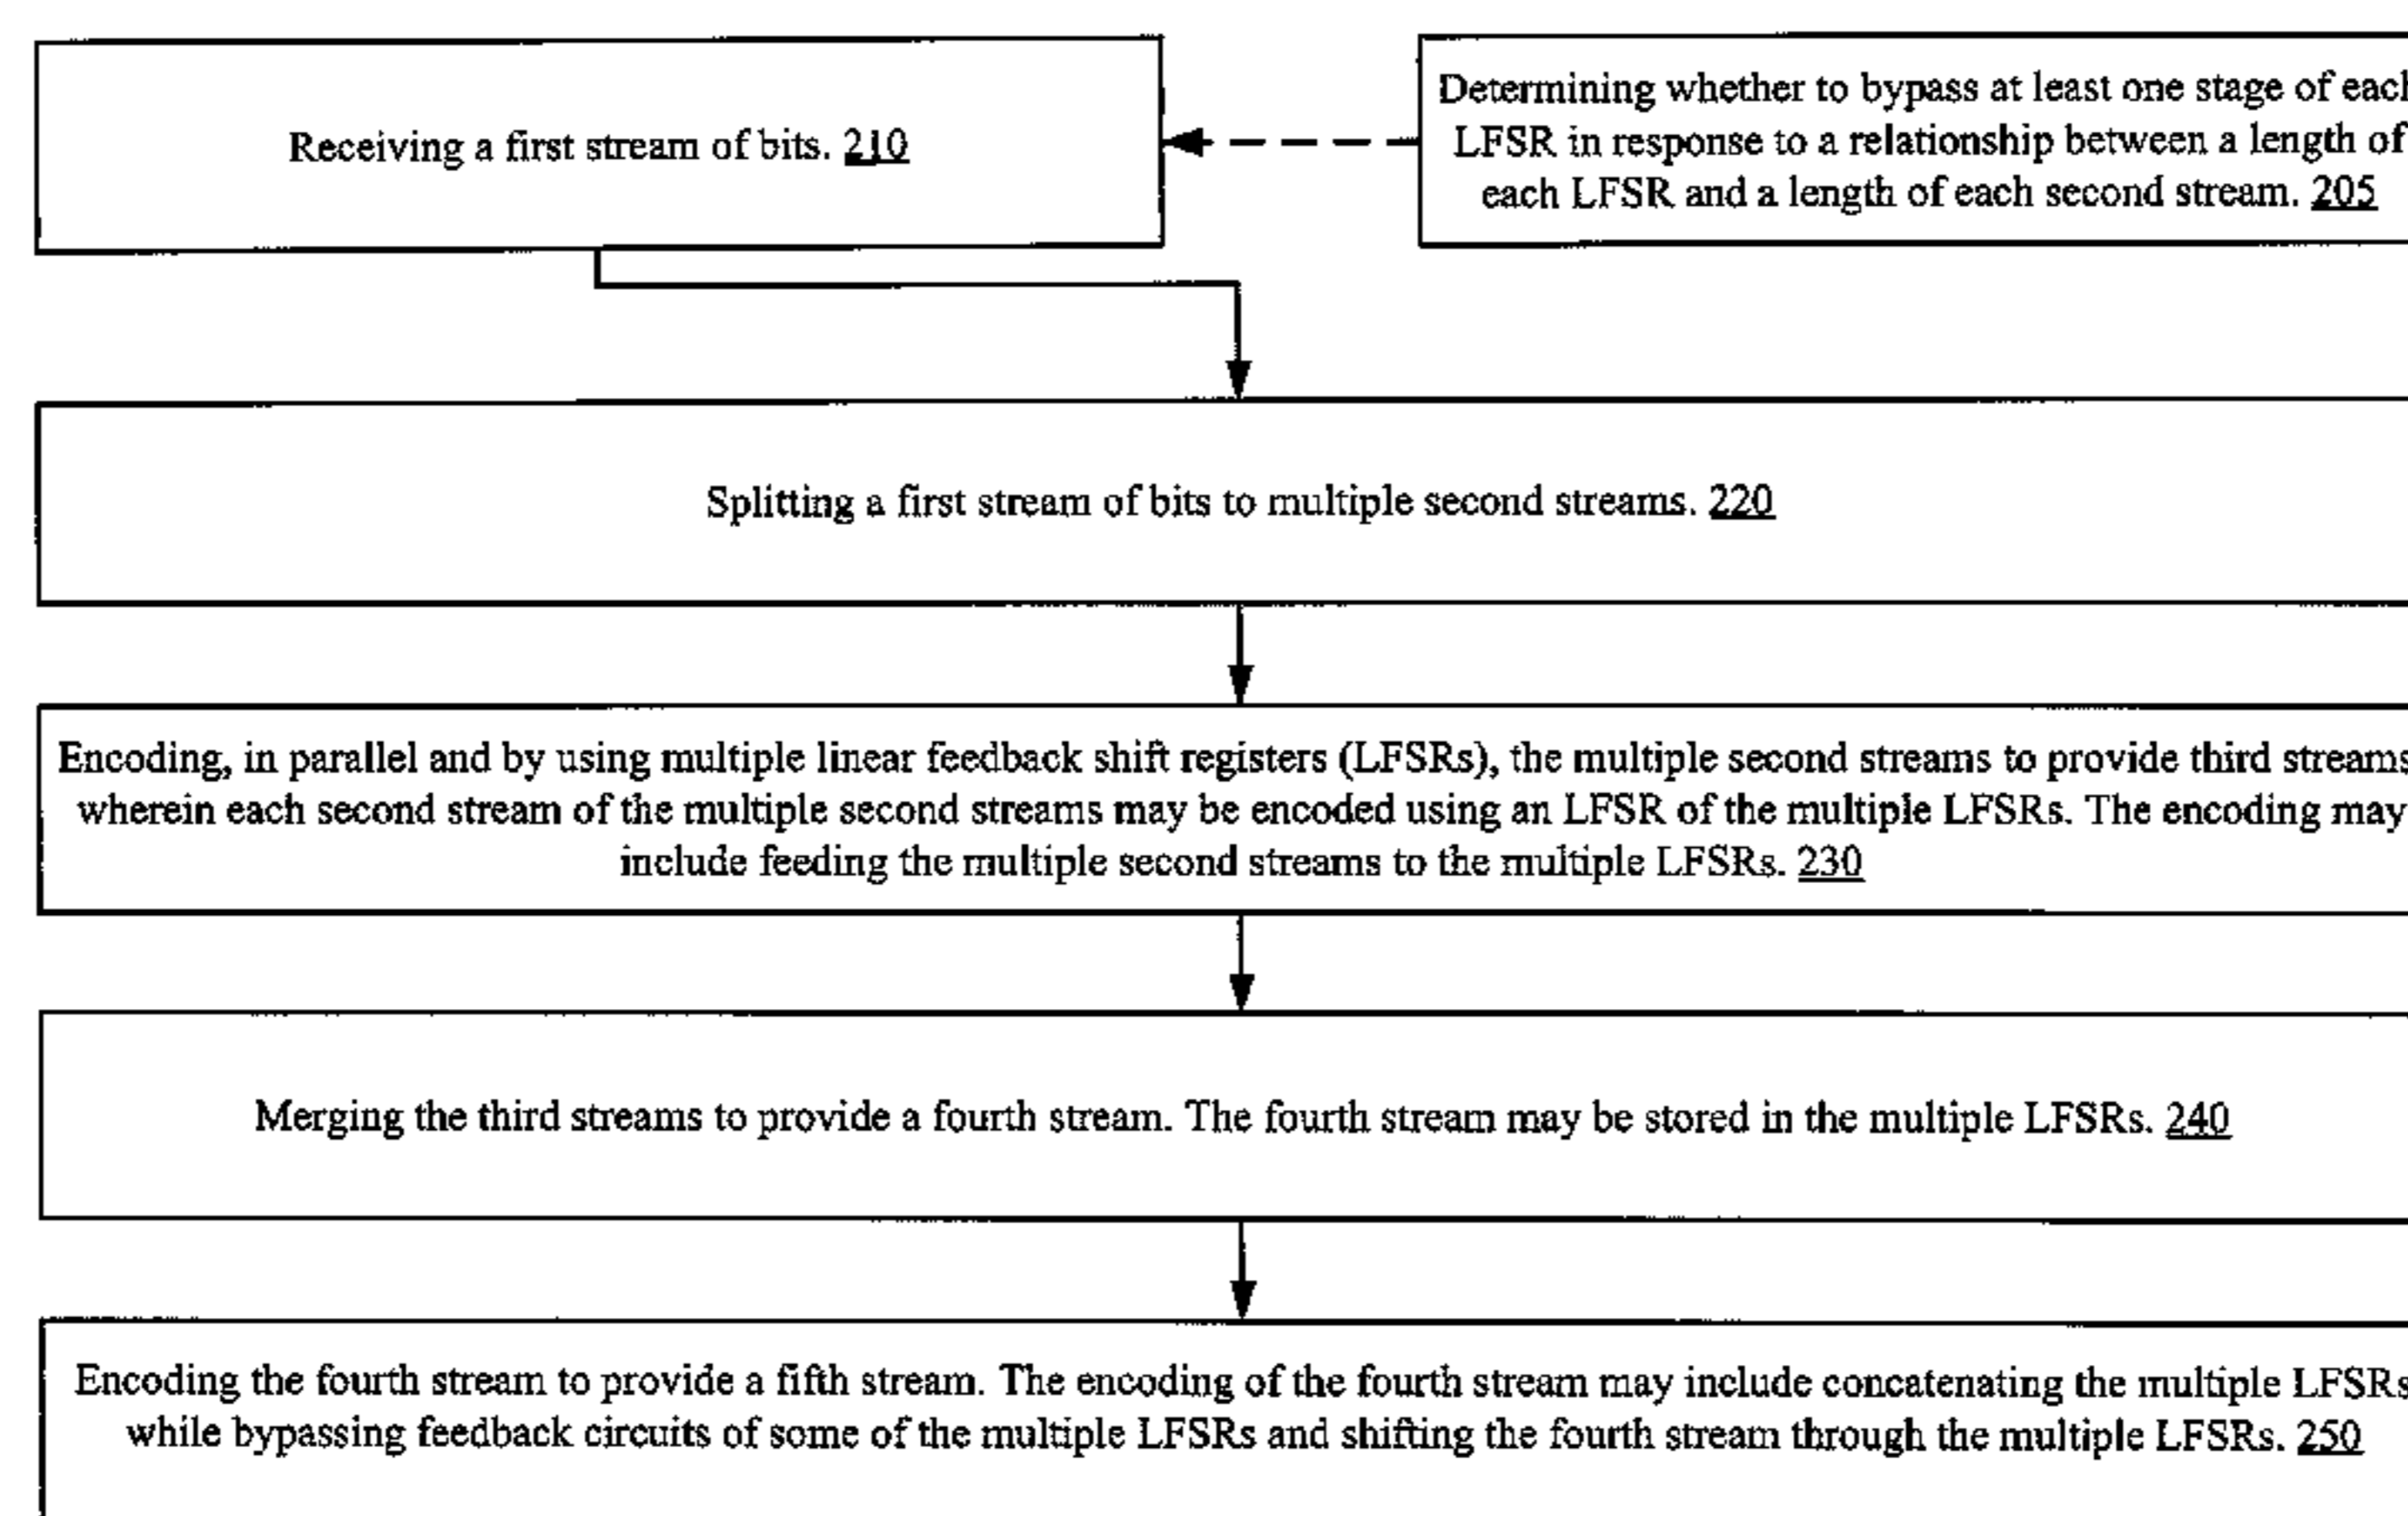 Receiving a first stream of bits. 210
Determining whether to bypass at least one stage of each
LFSR in response to a relationship between a length of
each LFSR and a length of each second stream. 205
Splitting a first stream of bits to multiple second streams. 220
Encoding, in parallel and by using multiple linear feedback shift registers (LFSRs), the multiple second streams to provide third streams
wherein each second stream of the multiple second streams may be encoded using an LFSR of the multiple LFSRs. The encoding may
include feeding the multiple second streams to the multiple LFSRs. 230
Merging the third streams to provide a fourth stream. The fourth stream may be stored in the multiple LFSRs. 240
Encoding the fourth stream to provide a fifth stream. The encoding of the fourth stream may include concatenating the multiple LFSRs
while bypassing feedback circuits of some of the multiple LFSRs and shifting the fourth stream through the multiple LFSRs. 250